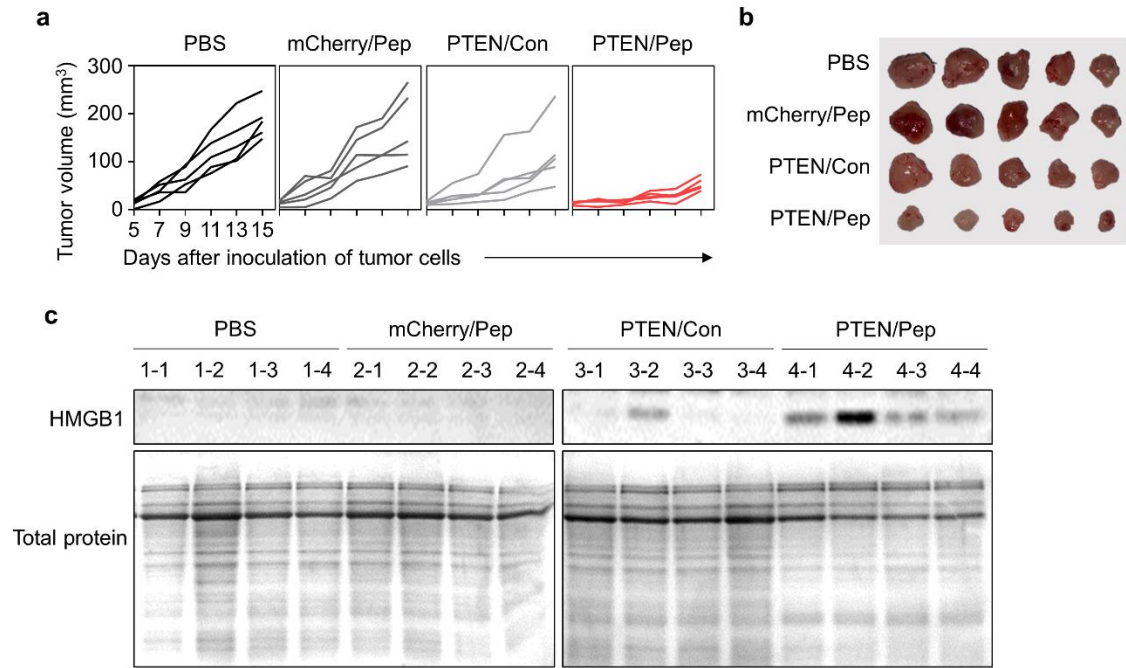 a
PBS mCherry/Pep PTEN/Con PTEN/Pep
Tumor volume (mm³)
300
200
100
0
5 7 9 11 13 15
Days after inoculation of tumor cells
b
PBS
mCherry/Pep
PTEN/Con
PTEN/Pep
c
PBS mCherry/Pep PTEN/Con PTEN/Pep
1-1 1-2 1-3 1-4 2-1 2-2 2-3 2-4 3-1 3-2 3-3 3-4 4-1 4-2 4-3 4-4
HMGB1
Total protein